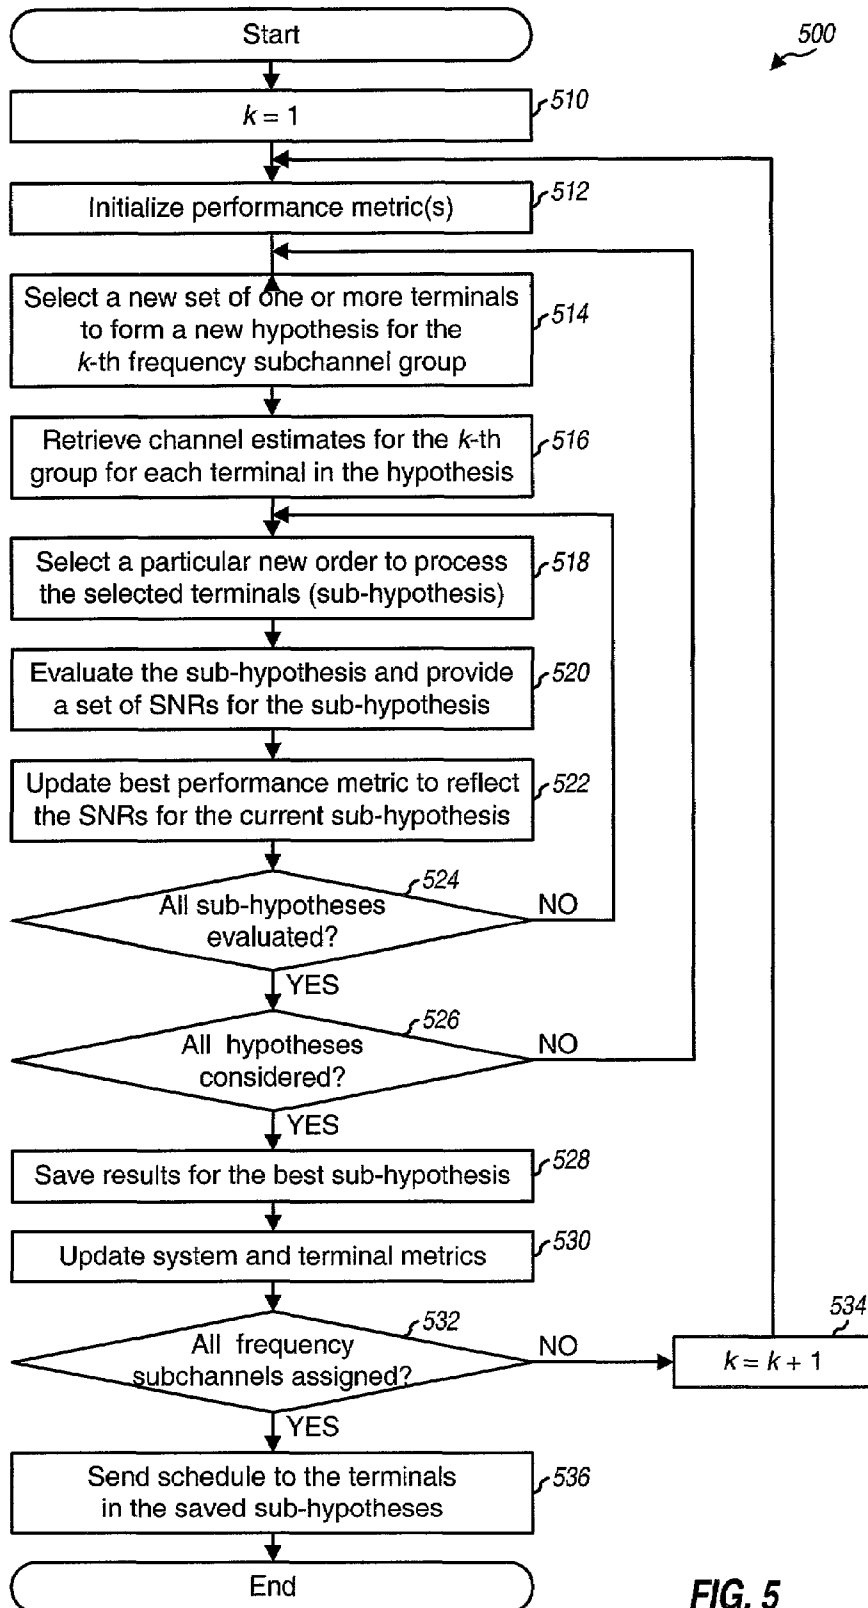 Start
500
k = 1
510
Initialize performance metric(s)
512
Select a new set of one or more terminals
to form a new hypothesis for the
k-th frequency subchannel group
514
Retrieve channel estimates for the k-th
group for each terminal in the hypothesis
516
Select a particular new order to process
the selected terminals (sub-hypothesis)
518
Evaluate the sub-hypothesis and provide
a set of SNRs for the sub-hypothesis
520
Update best performance metric to reflect
the SNRs for the current sub-hypothesis
522
524
All sub-hypotheses
evaluated?
NO
YES
526
All hypotheses
considered?
NO
YES
Save results for the best sub-hypothesis
528
Update system and terminal metrics
530
532
All frequency
subchannels assigned?
NO
534
k = k + 1
YES
Send schedule to the terminals
in the saved sub-hypotheses
536
End
FIG. 5